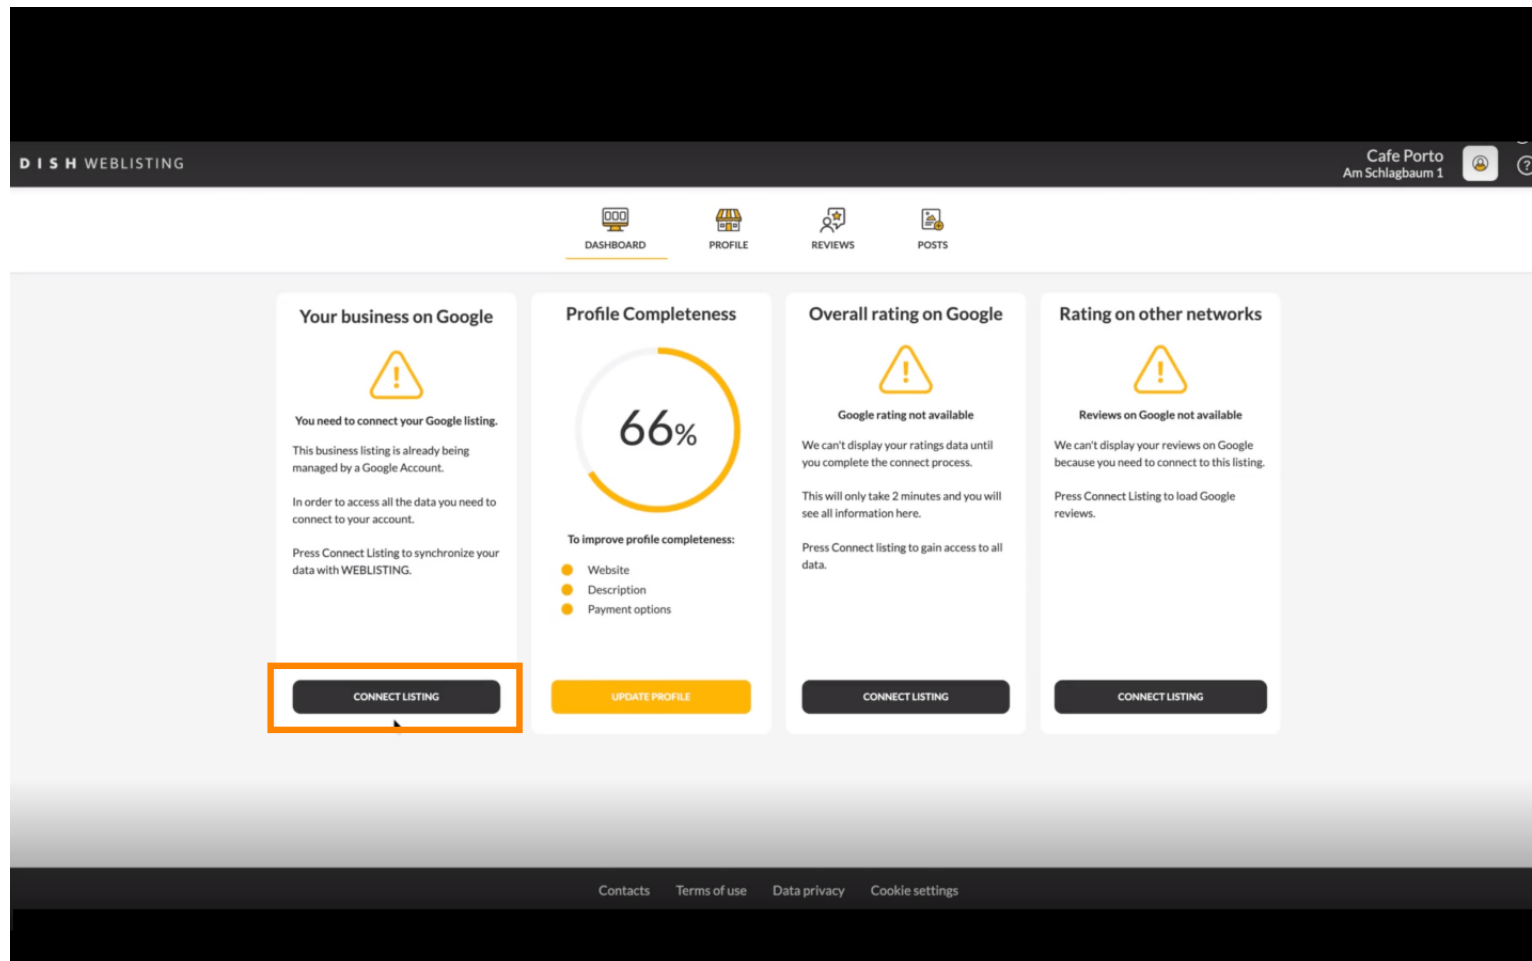 DISH WEBLISTING
Cafe Porto
Am Schlagbaum 1
?
DASHBOARD
PROFILE
REVIEWS
POSTS
Your business on Google
!
You need to connect your Google listing.
This business listing is already being
managed by a Google Account.
In order to access all the data you need to
connect to your account.
Press Connect Listing to synchronize your
data with WEBLISTING.
CONNECT LISTING
Profile Completeness
66%
To improve profile completeness:
Website
Description
Payment options
UPDATE PROFILE
Overall rating on Google
!
Google rating not available
We can't display your ratings data until
you complete the connect process.
This will only take 2 minutes and you will
see all information here.
Press Connect listing to gain access to all
data.
CONNECT LISTING
Rating on other networks
!
Reviews on Google not available
We can't display your reviews on Google
because you need to connect to this listing.
Press Connect Listing to load Google
reviews.
CONNECT LISTING
Contacts
Terms of use
Data privacy
Cookie settings